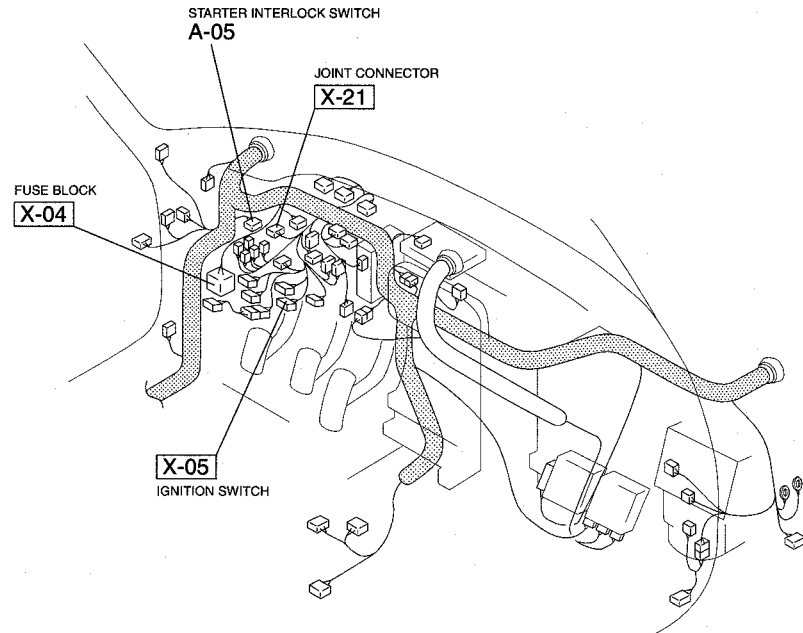 STARTER INTERLOCK SWITCH
A-05
JOINT CONNECTOR
X-21
FUSE BLOCK
X-04
X-05
IGNITION SWITCH